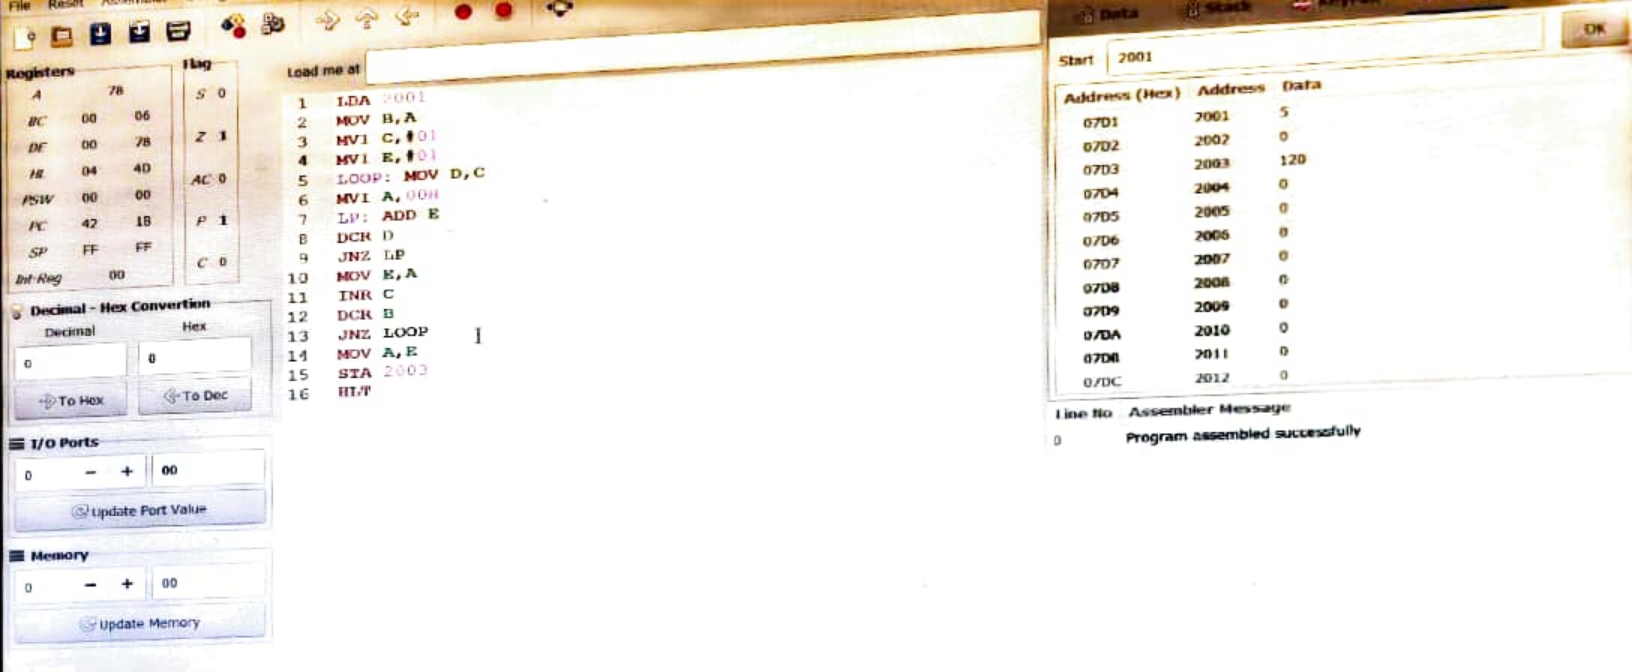 File Reset
Registers
A 78
BC 00 06
DE 00 78
HL 04 4D
PSW 00 00
PC 42 1B
SP FF FF
Int-Reg 00
Flag
S 0
Z 1
AC 0
P 1
C 0
Decimal - Hex Convertion
Decimal Hex
0 0
To Hex To Dec
I/O Ports
0 - + 00
Update Port Value
Memory
0 - + 00
Update Memory
Load me at
1 LDA 2001
2 MOV B,A
3 MVI C,#01
4 MVI E,#01
5 LOOP: MOV D,C
6 MVI A,00H
7 LP: ADD E
8 DCR D
9 JNZ LP
10 MOV E,A
11 INR C
12 DCR B
13 JNZ LOOP
14 MOV A,E
15 STA 2003
16 HLT
Data Stack
Start 2001 OK
Address (Hex) Address Data
07D1 2001 5
07D2 2002 0
07D3 2003 120
07D4 2004 0
07D5 2005 0
07D6 2006 0
07D7 2007 0
07D8 2008 0
07D9 2009 0
07DA 2010 0
07DB 2011 0
07DC 2012 0
Line No Assembler Message
0 Program assembled successfully